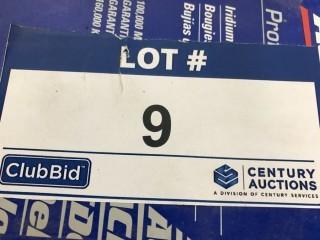 LOT #
9
ClubBid
CENTURY
AUCTIONS
A DIVISION OF CENTURY SERVICES
Iridium
Bougie
Bujías
100,000 M
GARANT
60,000
GARANTI